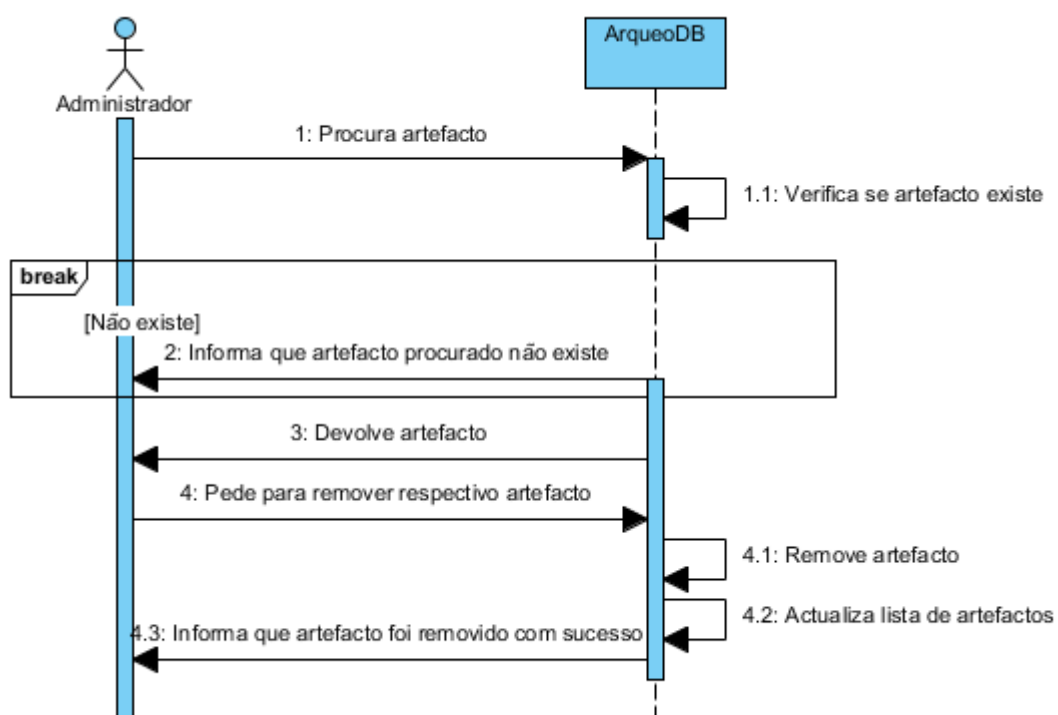 ArqueoDB
Administrador
1: Procura artefacto
1.1: Verifica se artefacto existe
break
[Não existe]
2: Informa que artefacto procurado não existe
3: Devolve artefacto
4: Pede para remover respectivo artefacto
4.1: Remove artefacto
4.2: Actualiza lista de artefactos
4.3: Informa que artefacto foi removido com sucesso